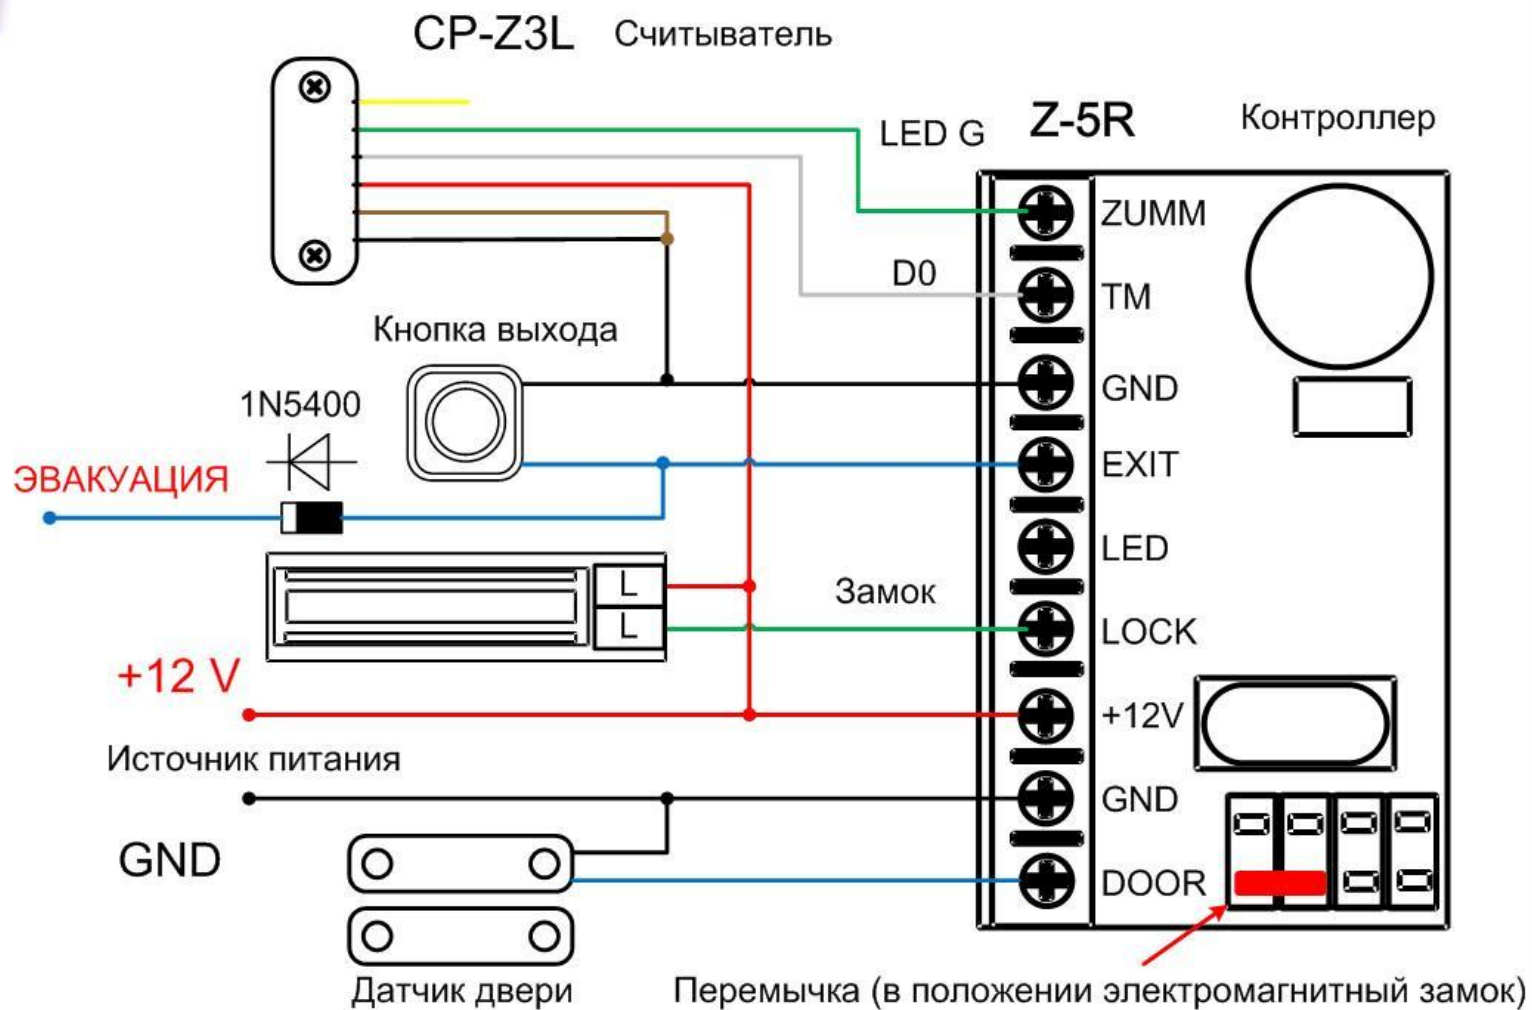 CP-Z3L Считыватель
Z-5R Контроллер
LED G
ZUMM
D0
TM
Кнопка выхода
GND
1N5400
EXIT
ЭВАКУАЦИЯ
LED
L
Замок
L
LOCK
+12 V
+12V
Источник питания
GND
GND
DOOR
Датчик двери
Перемычка (в положении электромагнитный замок)